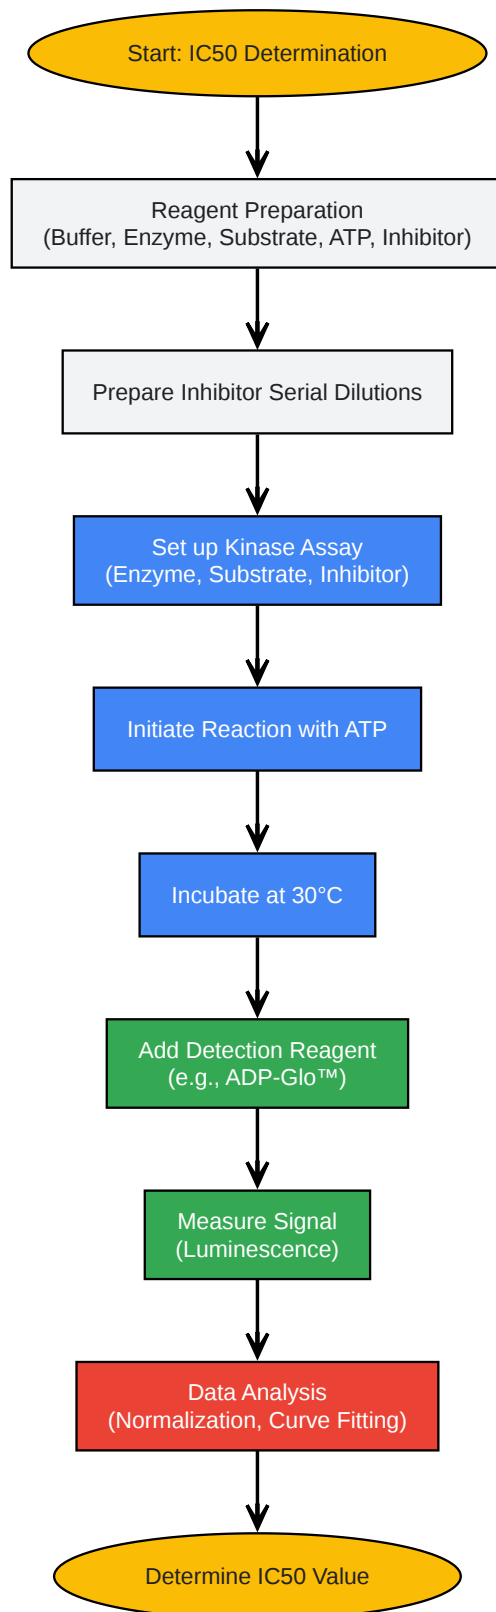 Start: IC50 Determination
Reagent Preparation
(Buffer, Enzyme, Substrate, ATP, Inhibitor)
Prepare Inhibitor Serial Dilutions
Set up Kinase Assay
(Enzyme, Substrate, Inhibitor)
Initiate Reaction with ATP
Incubate at 30°C
Add Detection Reagent
(e.g., ADP-Glo™)
Measure Signal
(Luminescence)
Data Analysis
(Normalization, Curve Fitting)
Determine IC50 Value